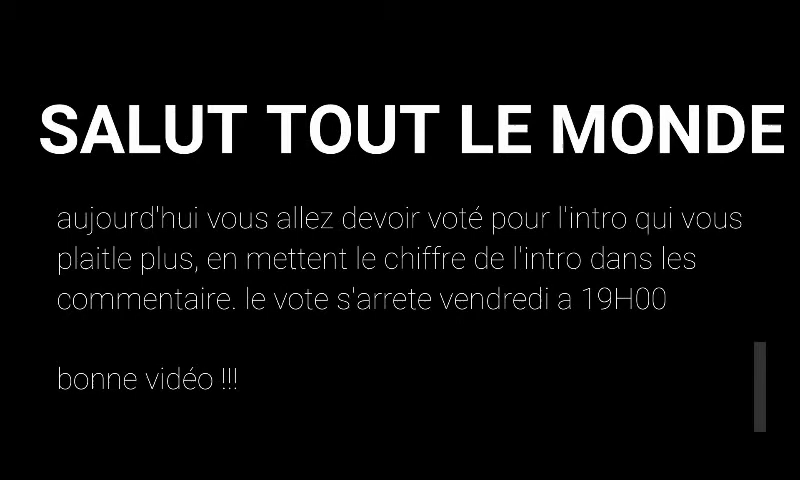 SALUT TOUT LE MONDE
aujourd'hui vous allez devoir voté pour l'intro qui vous
plaitle plus, en mettent le chiffre de l'intro dans les
commentaire. le vote s'arrete vendredi a 19H00
bonne vidéo !!!